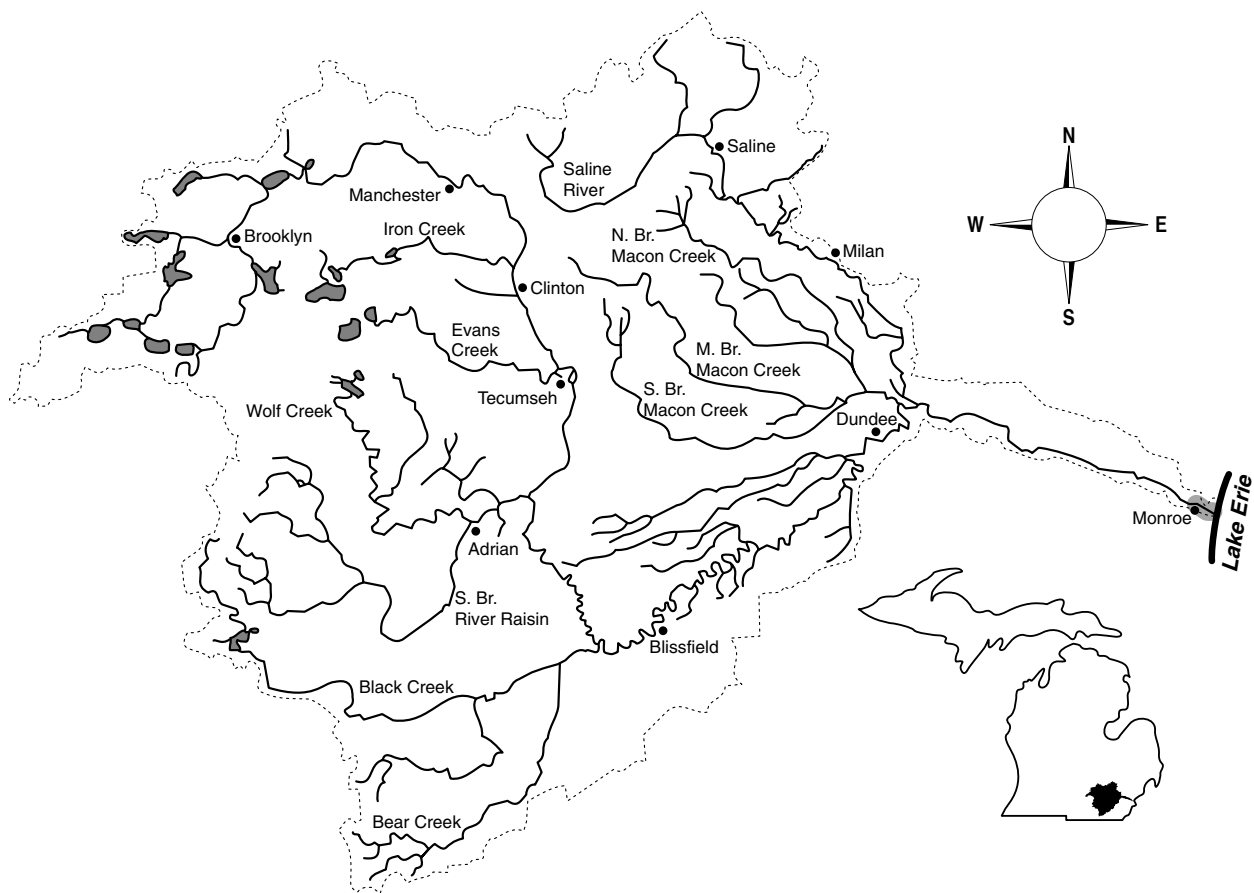 N
W
E
S
Saline
Saline
River
Manchester
Iron Creek
Brooklyn
N. Br.
Macon Creek
Milan
Clinton
Evans
Creek
M. Br.
Macon Creek
Tecumseh
S. Br.
Macon Creek
Wolf Creek
Dundee
Monroe
Lake Erie
Adrian
S. Br.
River Raisin
Blissfield
Black Creek
Bear Creek